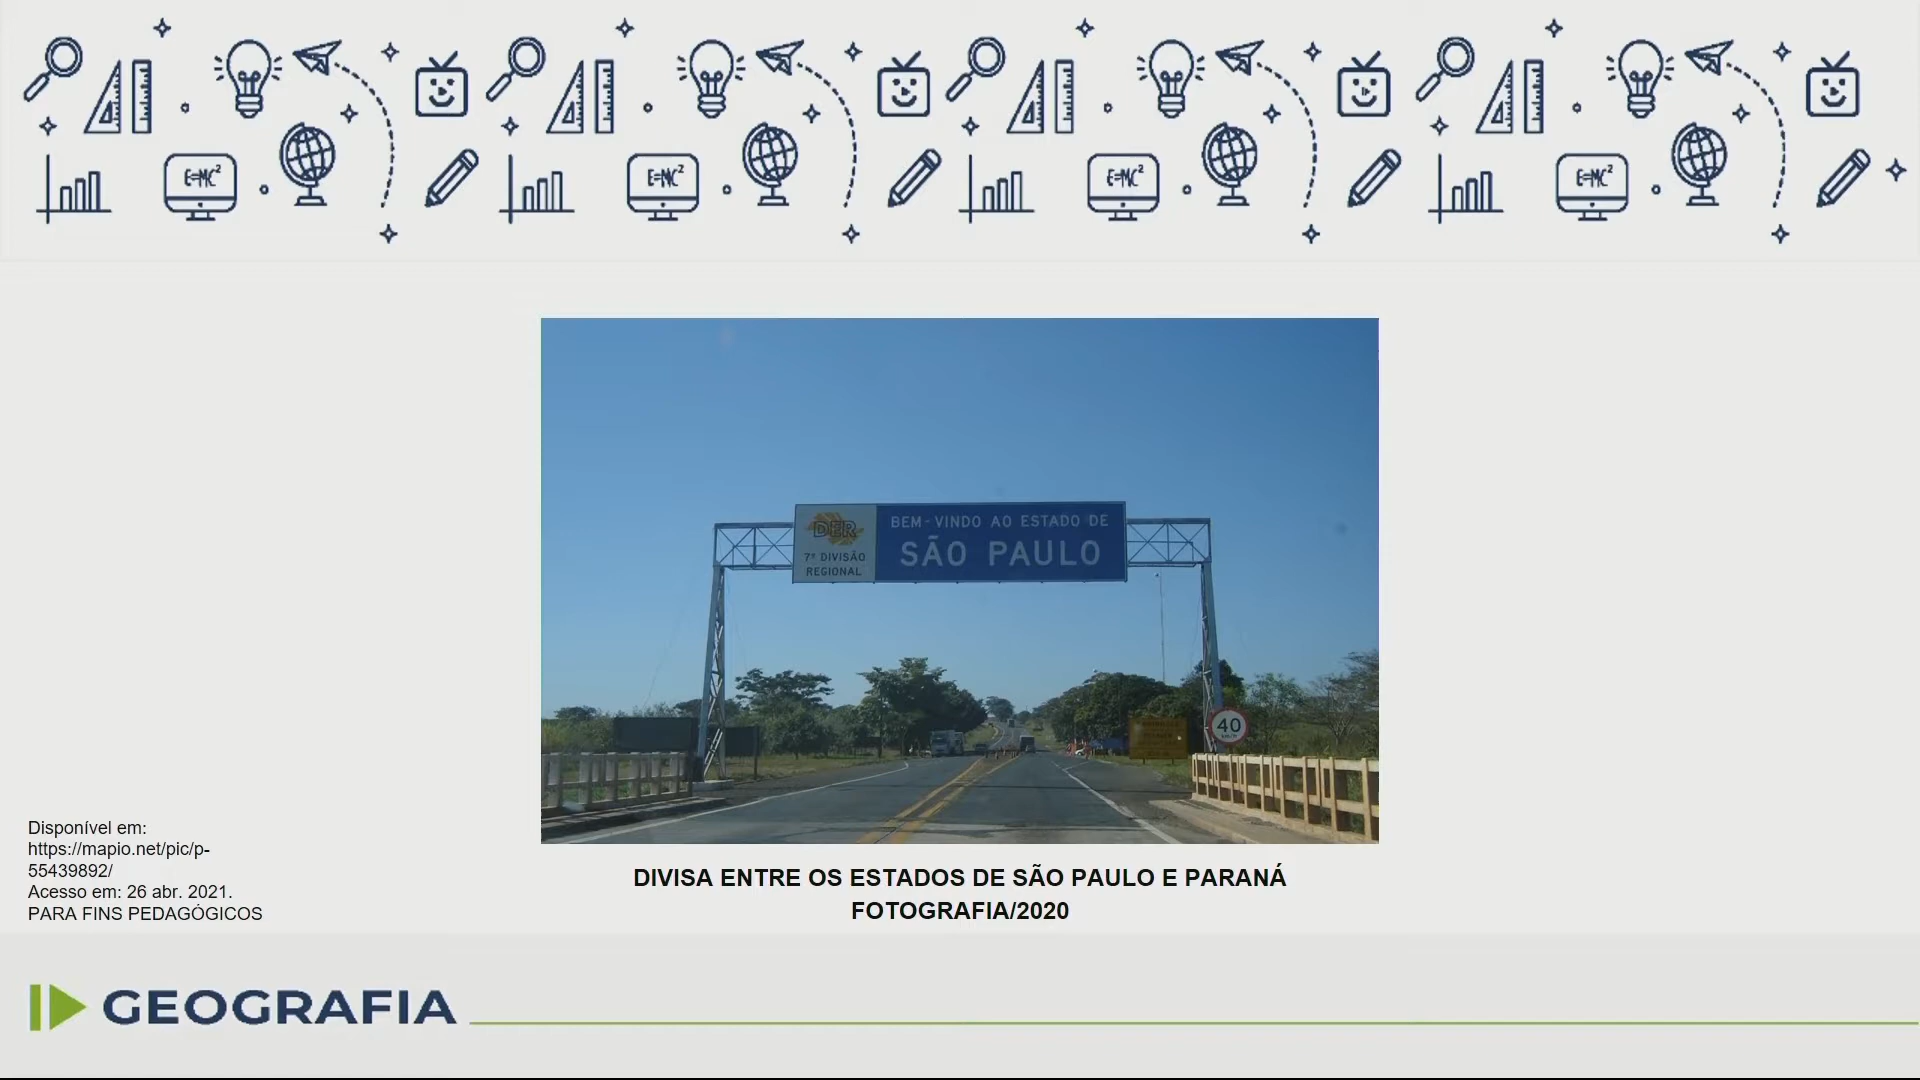 E=MC²
E=MC²
E=MC²
E=MC²
DER
7ª DIVISÃO
REGIONAL
BEM-VINDO AO ESTADO DE
SÃO PAULO
40
Disponível em:
https://mapio.net/pic/p-
55439892/
Acesso em: 26 abr. 2021.
PARA FINS PEDAGÓGICOS
DIVISA ENTRE OS ESTADOS DE SÃO PAULO E PARANÁ
FOTOGRAFIA/2020
GEOGRAFIA